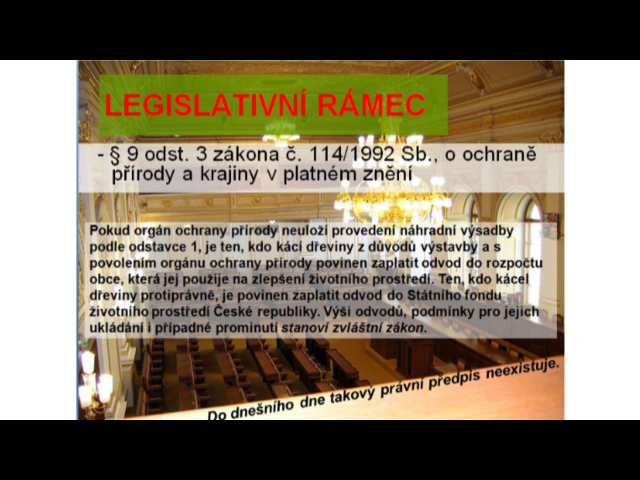 LEGISLATIVNÍ RÁMEC
- § 9 odst. 3 zákona č. 114/1992 Sb., o ochraně
přírody a krajiny v platném znění
Pokud orgán ochrany přírody neuloží provedení náhradní výsadby
podle odstavce 1, je ten, kdo kácí dřeviny z důvodů výstavby a s
povolením orgánu ochrany přírody povinen zaplatit odvod do rozpočtu
obce, která jej použije na zlepšení životního prostředí. Ten, kdo kácel
dřeviny protiprávně, je povinen zaplatit odvod do Státního fondu
životního prostředí České republiky. Výši odvodů, podmínky pro jejich
ukládání i případné prominutí stanoví zvláštní zákon.
Do dnešního dne takový právní předpis neexistuje.